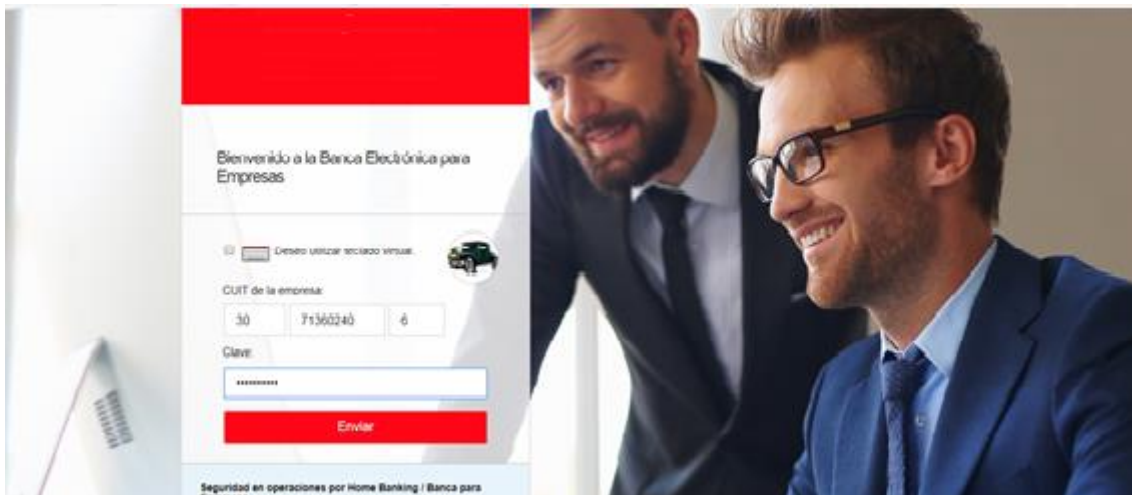 Bienvenido a la Banca Electrónica para
Empresas
Deseo utilizar teclado virtual.
CUIT de la empresa:
30 71360240 6
Clave:
••••••••••
Enviar
Seguridad en operaciones por Home Banking / Banca para